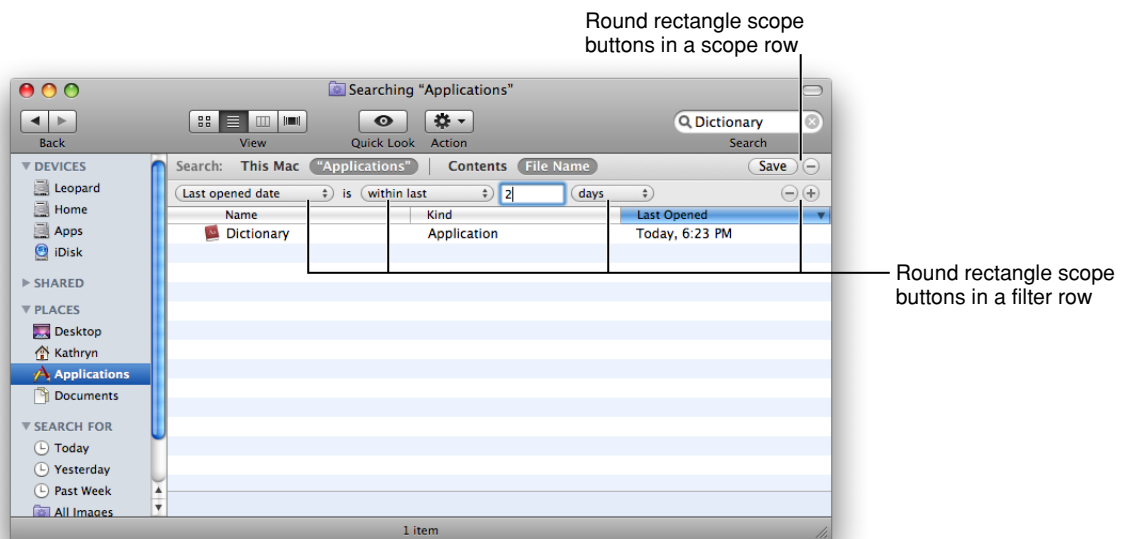 Round rectangle scope
buttons in a scope row
Searching "Applications"
Dictionary
Back
View
Quick Look
Action
Search
DEVICES
Leopard
Home
Apps
iDisk
SHARED
PLACES
Desktop
Kathryn
Applications
Documents
SEARCH FOR
Today
Yesterday
Past Week
All Images
Search: This Mac "Applications" Contents File Name Save
Last opened date is within last 2 days
Name Kind Last Opened
Dictionary Application Today, 6:23 PM
1 item
Round rectangle scope
buttons in a filter row